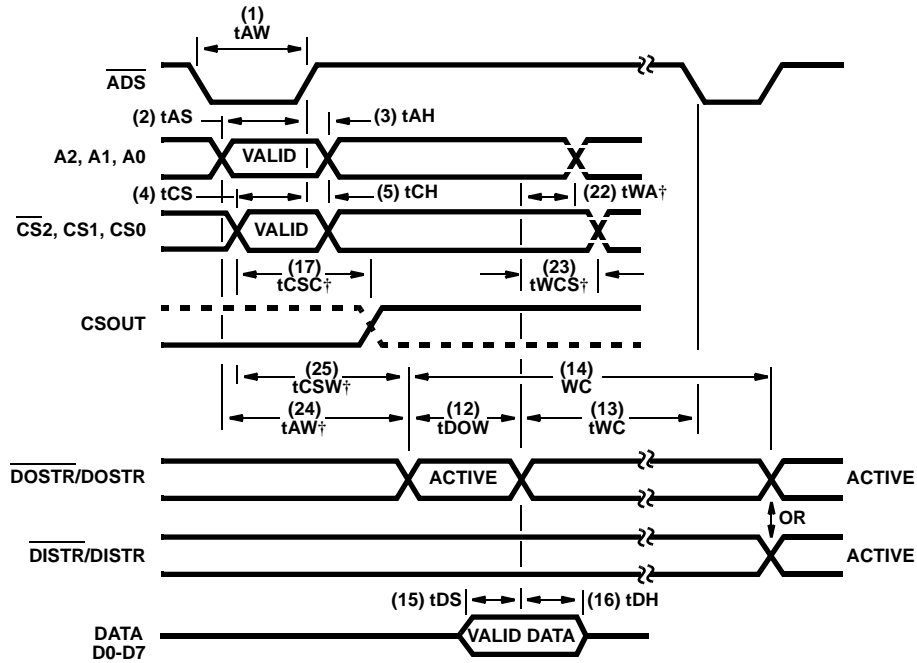 (1)
tAW
ADS
(2) tAS
(3) tAH
A2, A1, A0
VALID
(4) tCS
(5) tCH
(22) tWA†
CS2, CS1, CS0
VALID
(17)
tCSC†
(23)
tWCS†
CSOUT
(25)
tCSW†
(14)
WC
(24)
tAW†
(12)
tDOW
(13)
tWC
DOSTR/DOSTR
ACTIVE
ACTIVE
OR
DISTR/DISTR
ACTIVE
(15) tDS
(16) tDH
DATA
D0-D7
VALID DATA